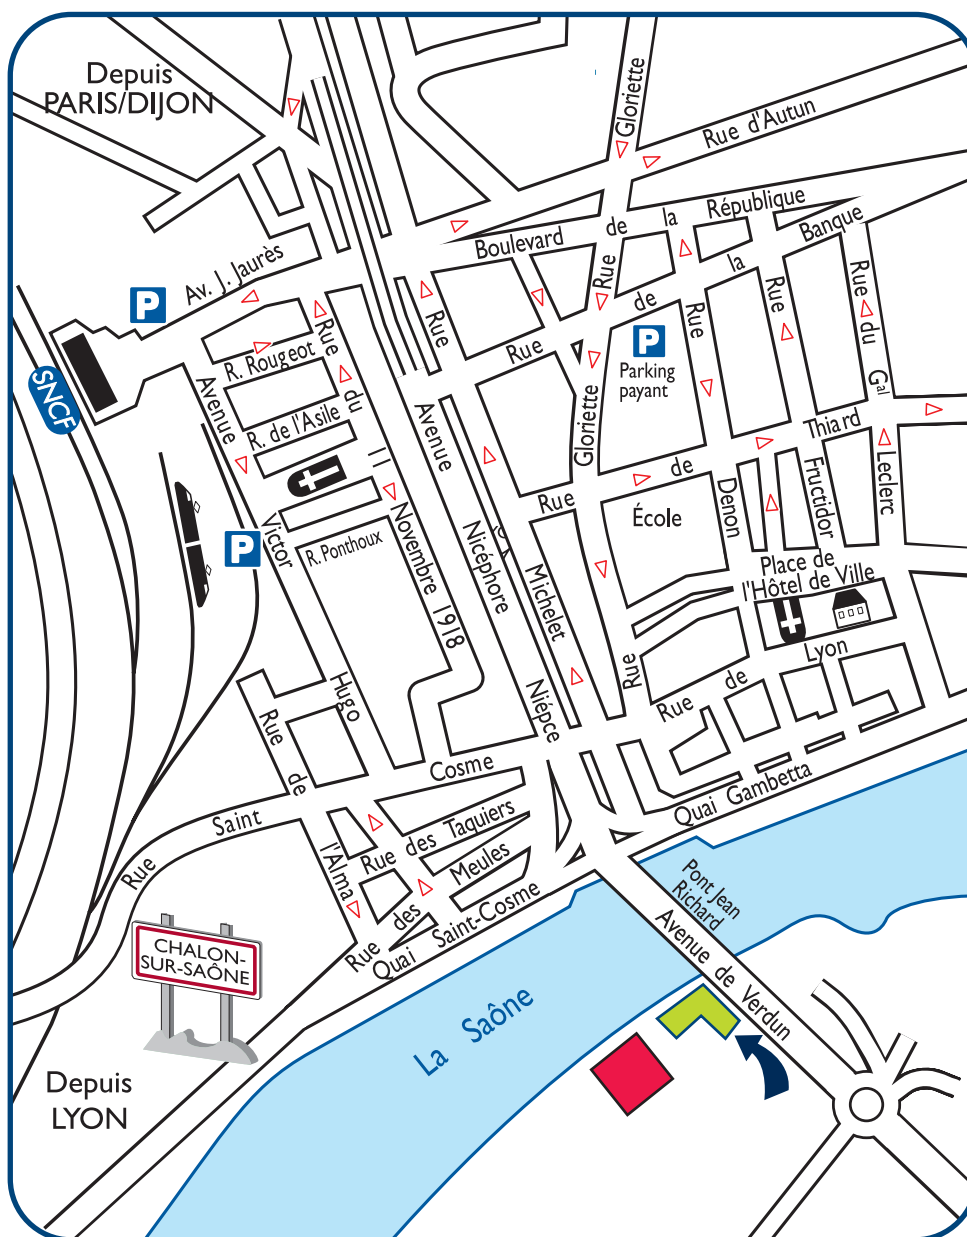 Depuis
PARIS/DIJON
Gloriette
Rue d'Autun
Boulevard de la République
Rue de la Banque
Av. J. Jaurès
P
Rue
Rue
Rue
Rue
Rue du Gal Leclerc
SNCF
R. Rougeot
Rue du 11 Novembre 1918
P
Parking
payant
Avenue Victor Hugo
R. de l'Asile
Avenue Nicéphore Niépce
Gloriette
Rue de Thiard
Denon
Fructidor
École
P
R. Ponthoux
Michelet
Place de
l'Hôtel de Ville
Rue
Rue de Lyon
Rue de l'Alma
Rue Saint Cosme
Quai Gambetta
Rue des Taquiers
Rue des Meules
Quai Saint-Cosme
Pont Jean
Richard
Avenue de Verdun
La Saône
CHALON-
SUR-SAÔNE
Depuis
LYON